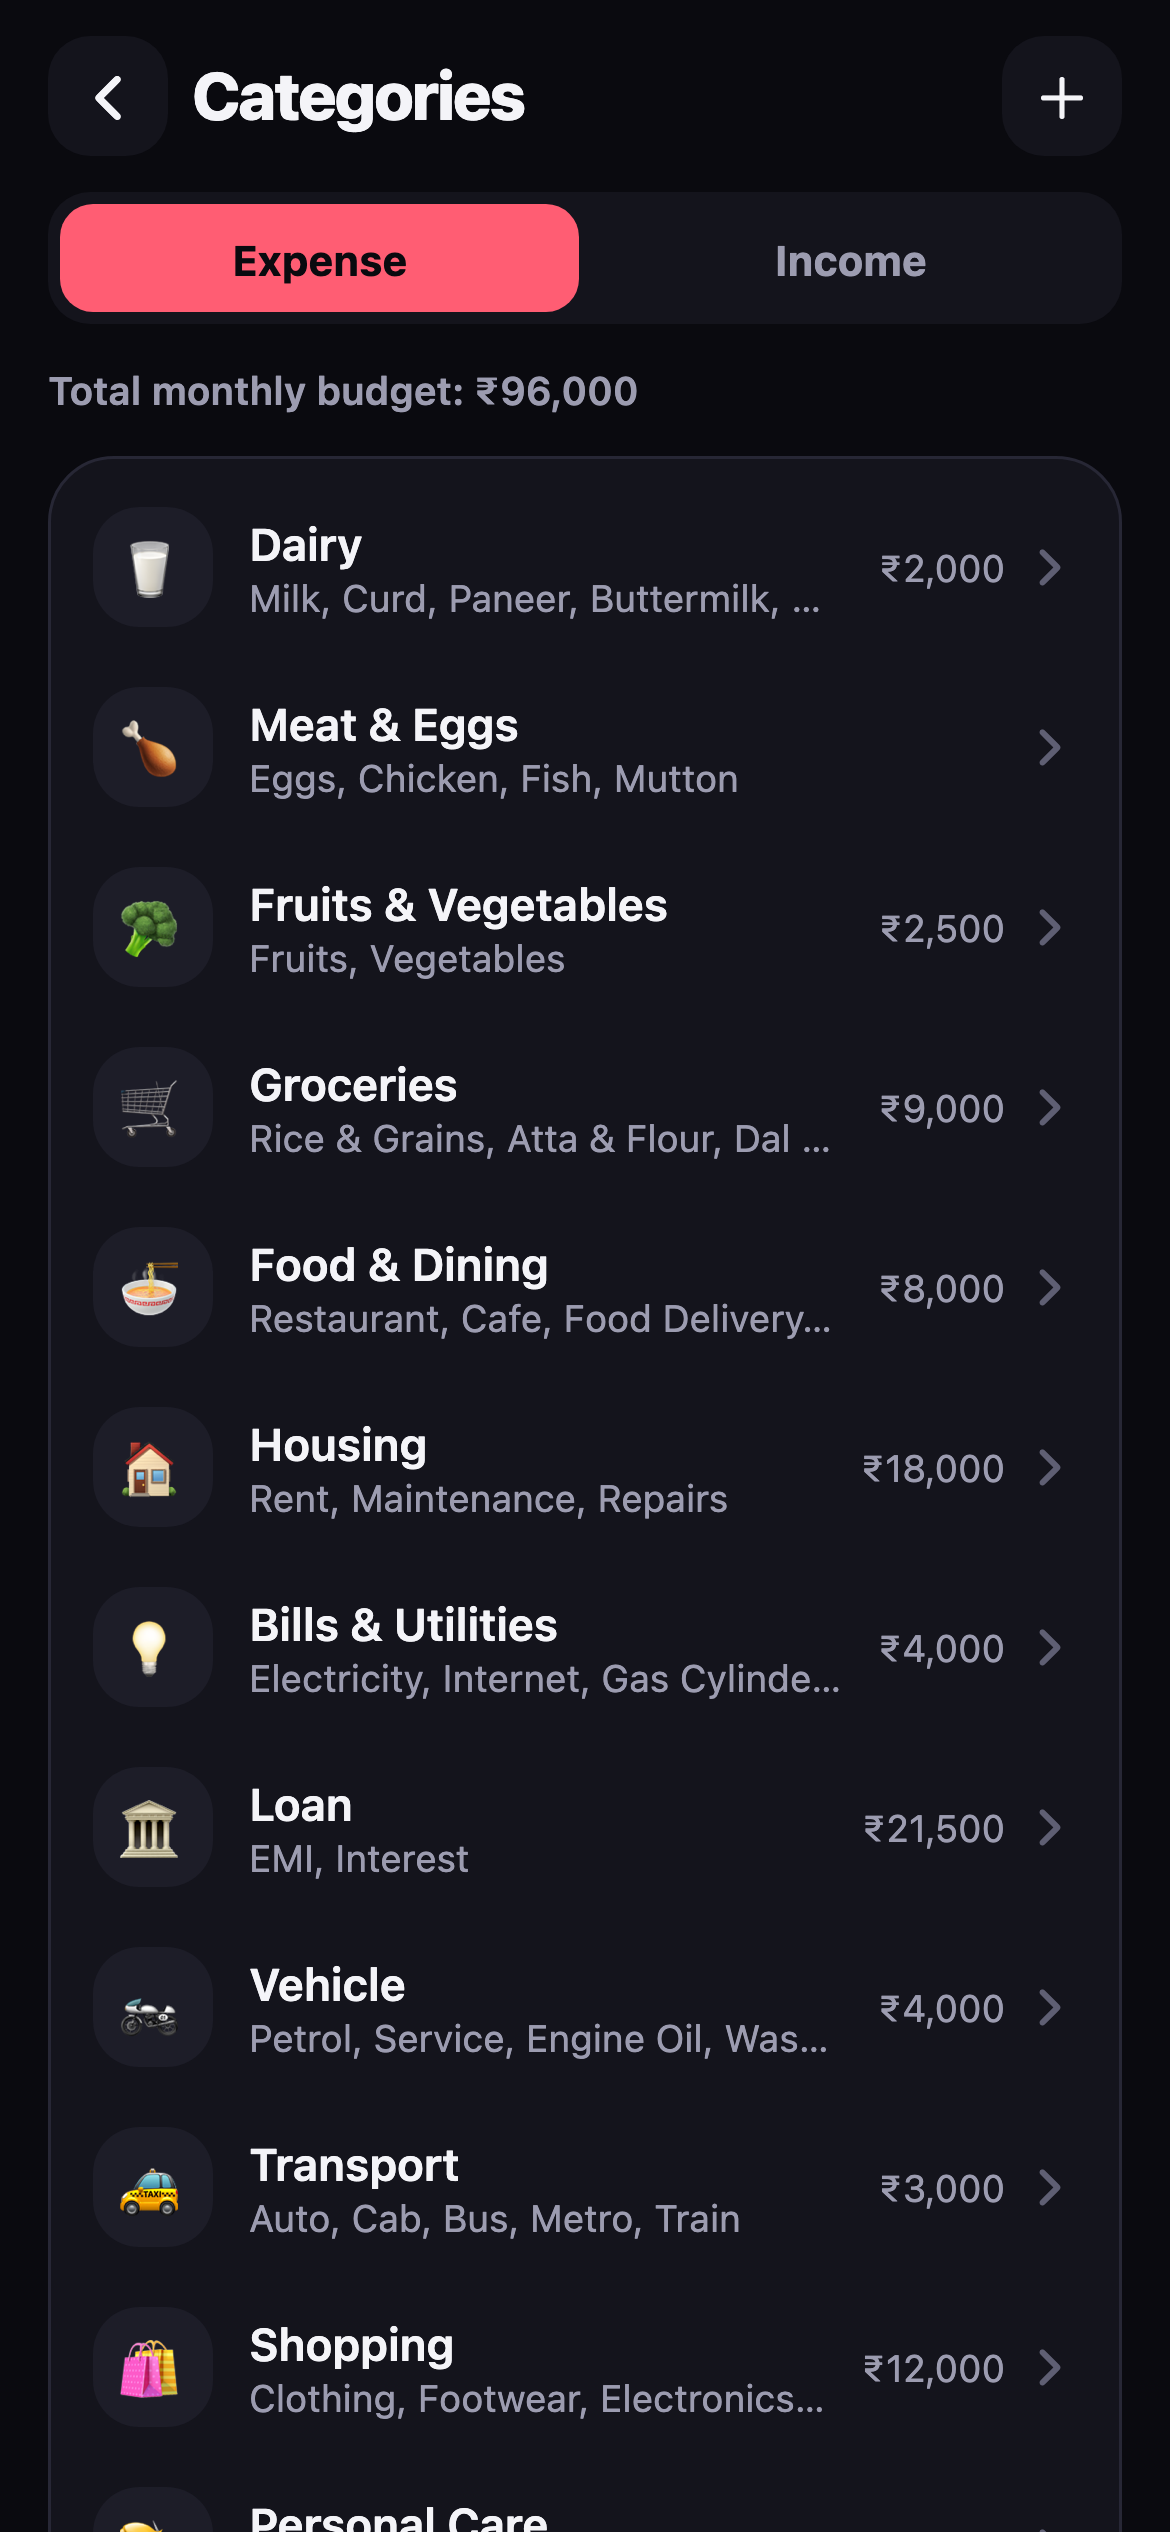 Categories
Expense
Income
Total monthly budget: ₹96,000
Dairy
Milk, Curd, Paneer, Buttermilk, ...
₹2,000
Meat & Eggs
Eggs, Chicken, Fish, Mutton
Fruits & Vegetables
Fruits, Vegetables
₹2,500
Groceries
Rice & Grains, Atta & Flour, Dal ...
₹9,000
Food & Dining
Restaurant, Cafe, Food Delivery...
₹8,000
Housing
Rent, Maintenance, Repairs
₹18,000
Bills & Utilities
Electricity, Internet, Gas Cylinde...
₹4,000
Loan
EMI, Interest
₹21,500
Vehicle
Petrol, Service, Engine Oil, Was...
₹4,000
Transport
Auto, Cab, Bus, Metro, Train
₹3,000
Shopping
Clothing, Footwear, Electronics...
₹12,000
Personal Care